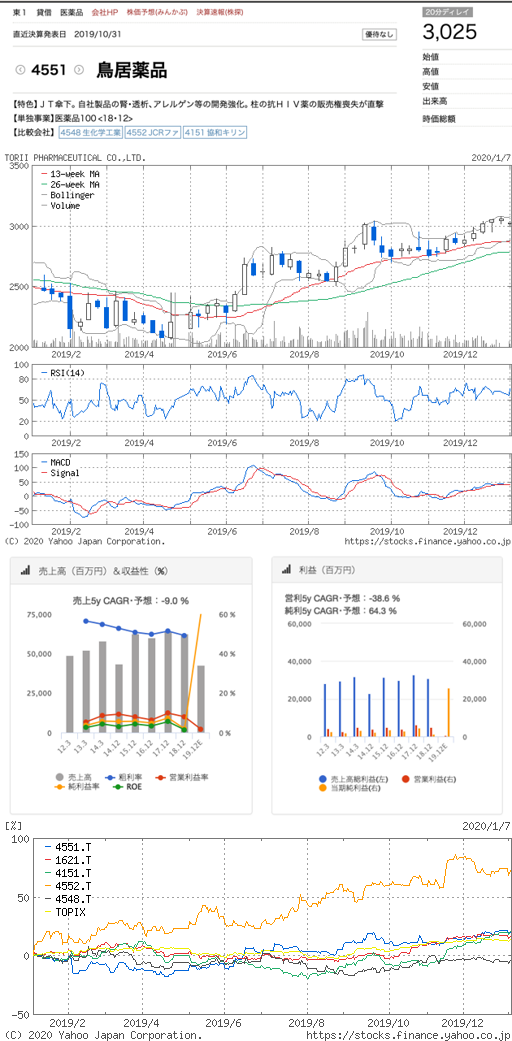 東1 貸借 医薬品 会社HP 株価予想(みんかぶ) 決算速報(株探)
20分ディレイ
直近決算発表日 2019/10/31
優待なし
3,025
4551 鳥居薬品
始値
高値
安値
出来高
時価総額
【特色】JT傘下。自社製品の腎・透析、アレルゲン等の開発強化。柱の抗HIV薬の販売権喪失が直撃
【単独事業】医薬品100<18・12>
【比較会社】 4548 生化学工業 4552 JCRファ 4151 協和キリン
TORII PHARMACEUTICAL CO.,LTD. 2020/1/7
3500
3000
2500
2000
13-week MA
26-week MA
Bollinger
Volume
2019/2 2019/4 2019/6 2019/8 2019/10 2019/12
100
80
60
40
20
0
RSI(14)
2019/2 2019/4 2019/6 2019/8 2019/10 2019/12
150
100
50
0
-50
-100
MACD
Signal
2019/2 2019/4 2019/6 2019/8 2019/10 2019/12
(C) 2020 Yahoo Japan Corporation. https://stocks.finance.yahoo.co.jp
売上高（百万円）＆収益性（%）
売上5y CAGR・予想：-9.0 %
75,000
50,000
25,000
0
60 %
40 %
20 %
0 %
12.3 13.3 14.3 14.12 15.12 16.12 17.12 18.12 19.12E
売上高 粗利率 営業利益率
純利益率 ROE
利益（百万円）
営利5y CAGR・予想：-38.6 %
純利5y CAGR・予想：64.3 %
60,000
40,000
20,000
0
60,000
40,000
20,000
0
12.3 13.3 14.3 14.12 15.12 16.12 17.12 18.12 19.12E
売上高総利益(左) 営業利益(右)
当期純利益(右)
[%] 2020/1/7
100
50
0
-50
4551.T
1621.T
4151.T
4552.T
4548.T
TOPIX
2019/2 2019/4 2019/6 2019/8 2019/10 2019/12
(C) 2020 Yahoo Japan Corporation. https://stocks.finance.yahoo.co.jp